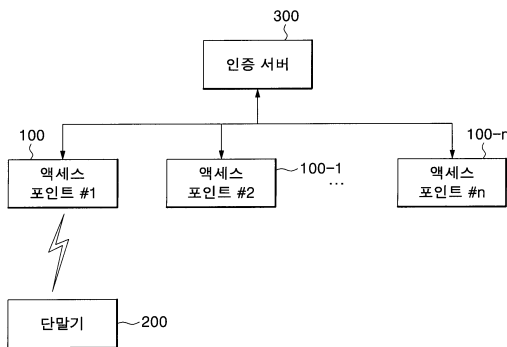 300
인증 서버
100
액세스
포인트 #1
액세스
포인트 #2
100-1
...
100-n
액세스
포인트 #n
단말기
200